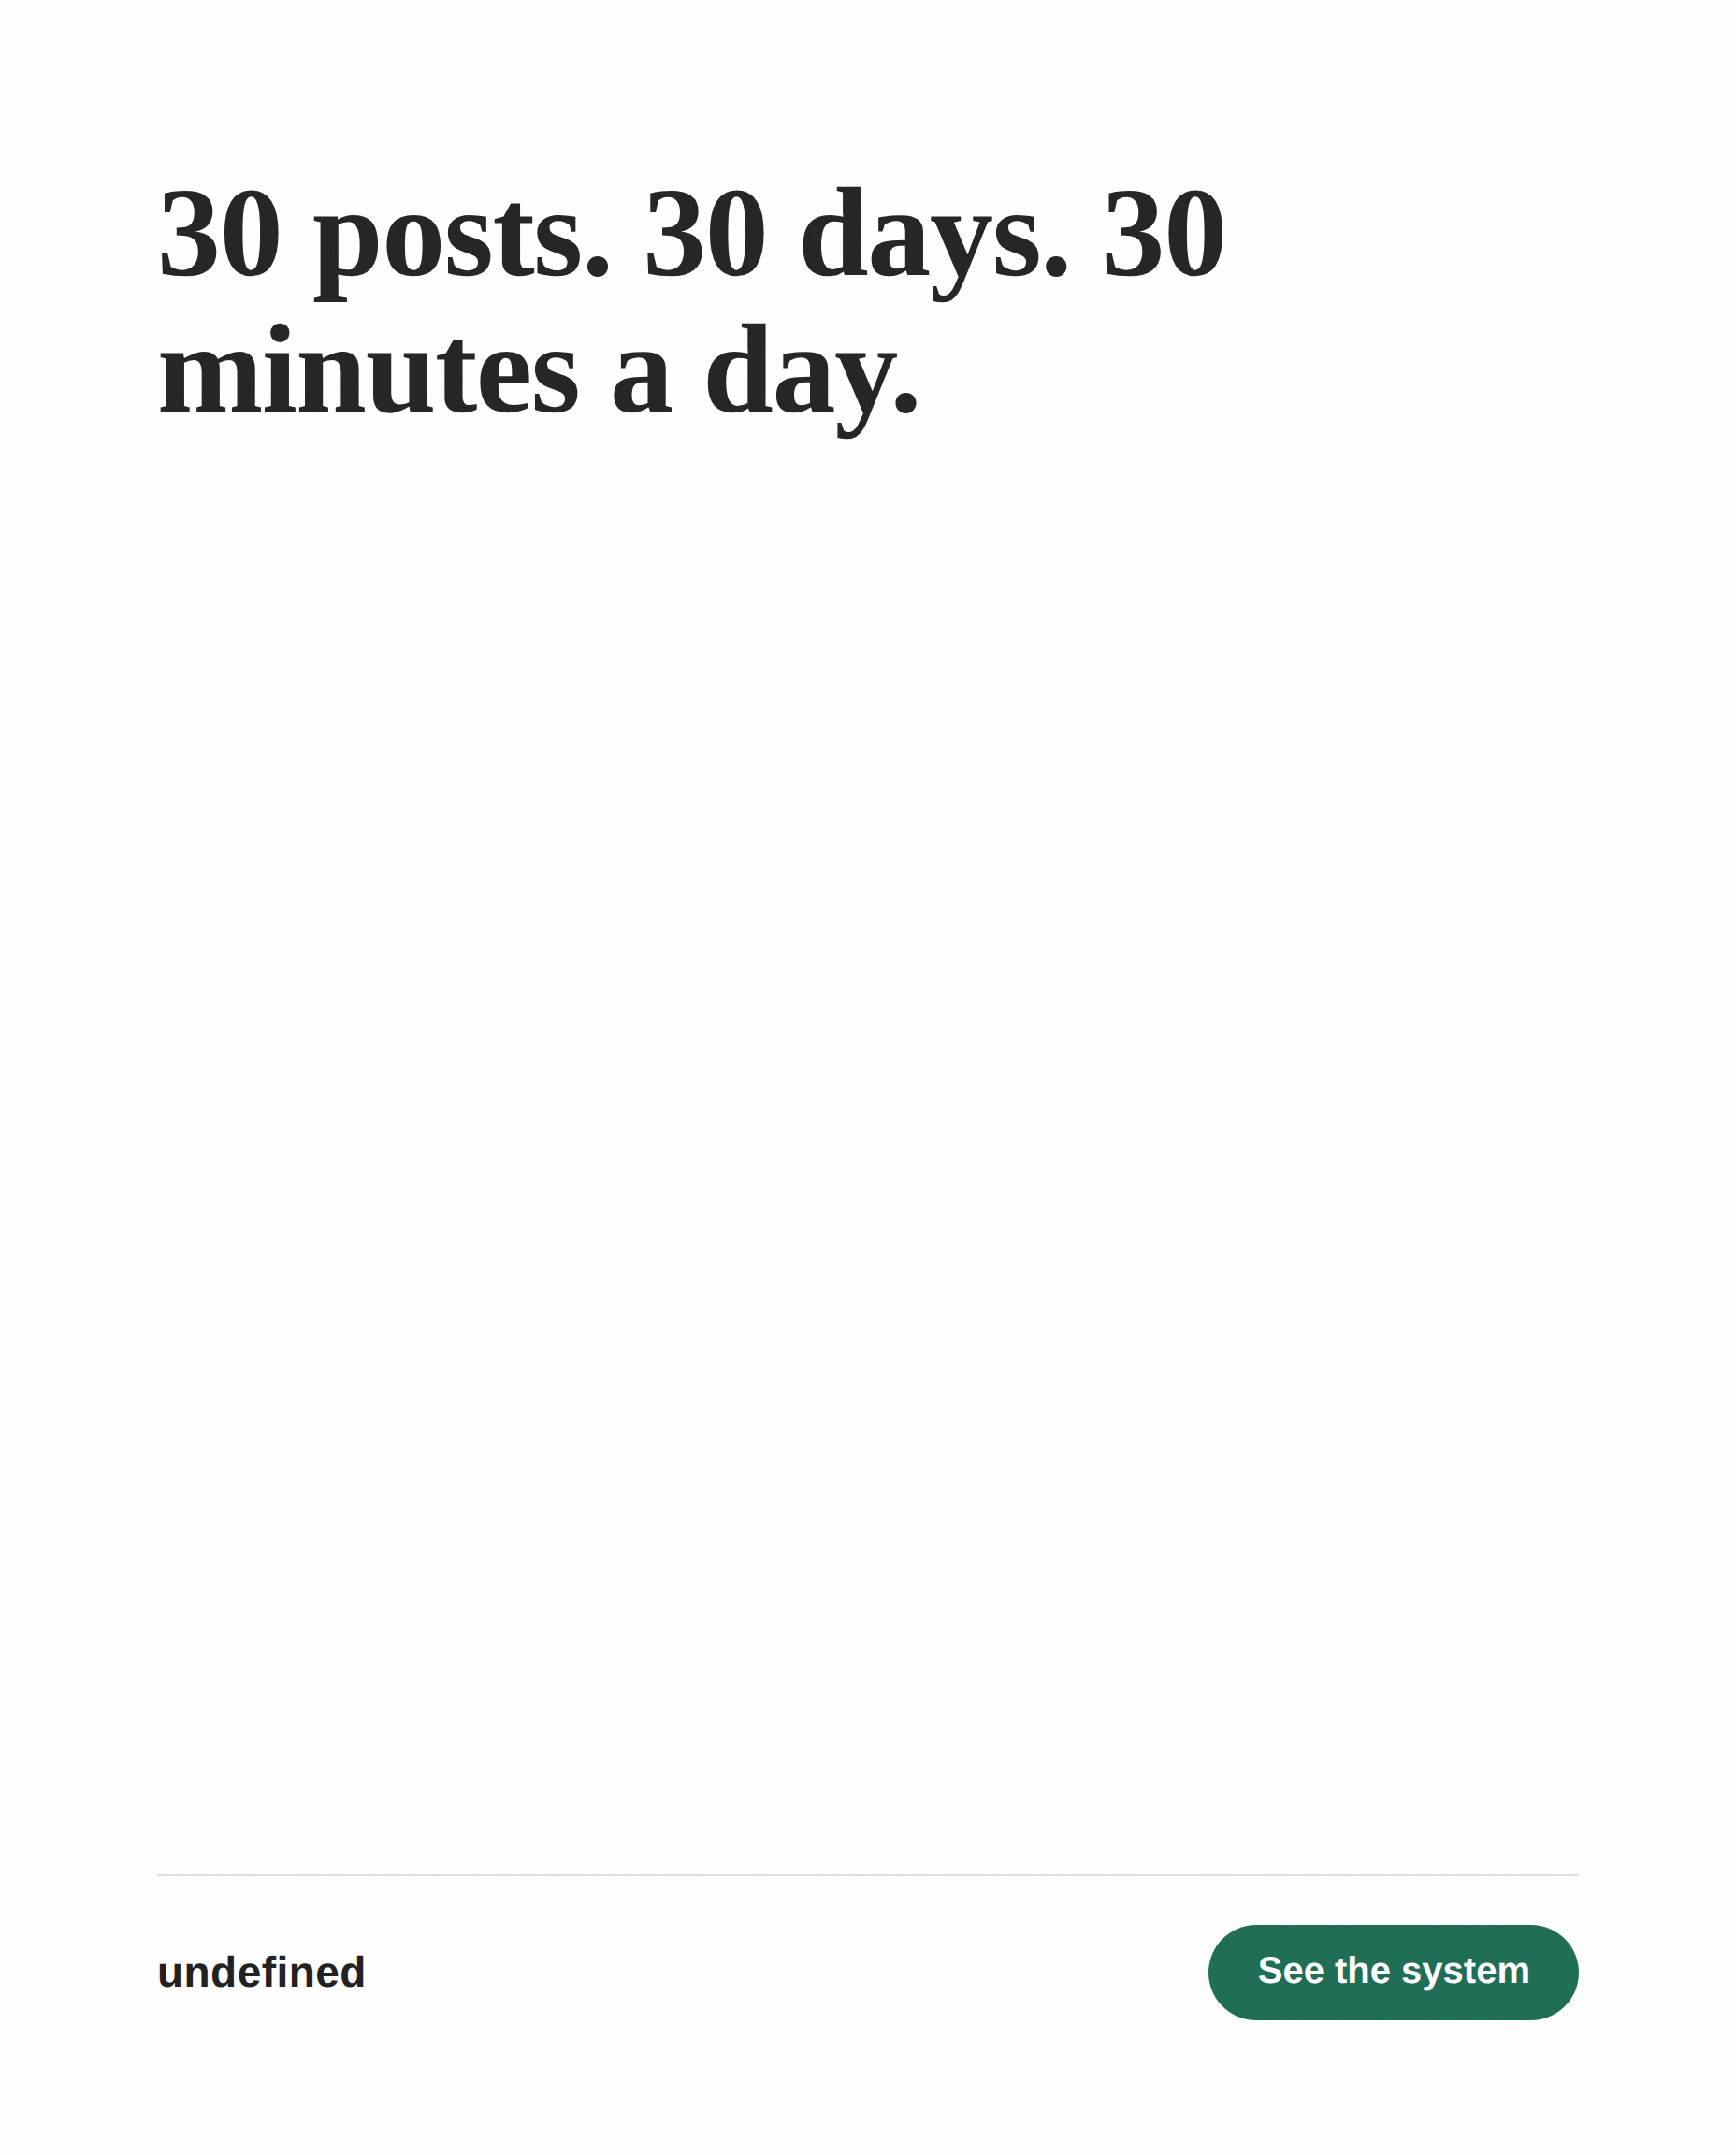 30 posts. 30 days. 30
minutes a day.
undefined
See the system